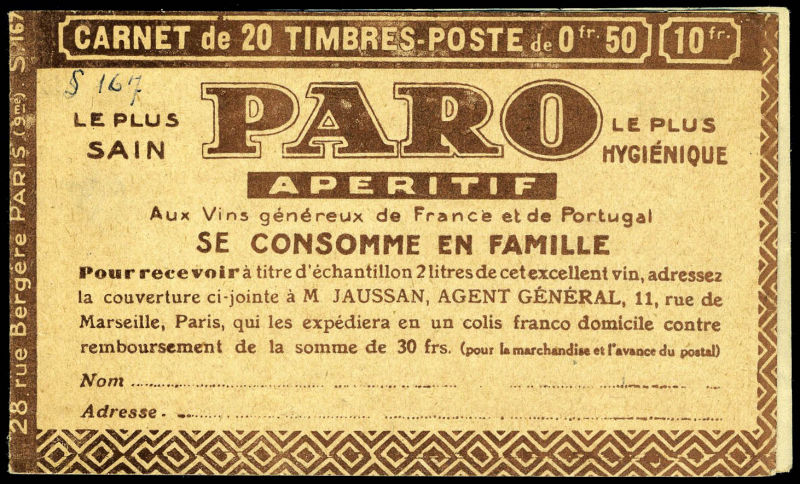 CARNET de 20 TIMBRES-POSTE de 0fr. 50 10 fr.
S. 167
28 rue Bergère PARIS (9me)
§ 167
LE PLUS SAIN
PARO
LE PLUS HYGIÉNIQUE
APERITIF
Aux Vins généreux de France et de Portugal
SE CONSOMME EN FAMILLE
Pour recevoir à titre d'échantillon 2 litres de cet excellent vin, adressez
la couverture ci-jointe à M. JAUSSAN, AGENT GÉNÉRAL, 11, rue de
Marseille, Paris, qui les expédiera en un colis franco domicile contre
remboursement de la somme de 30 frs. (pour la marchandise et l'avance du postal)
Nom
Adresse.